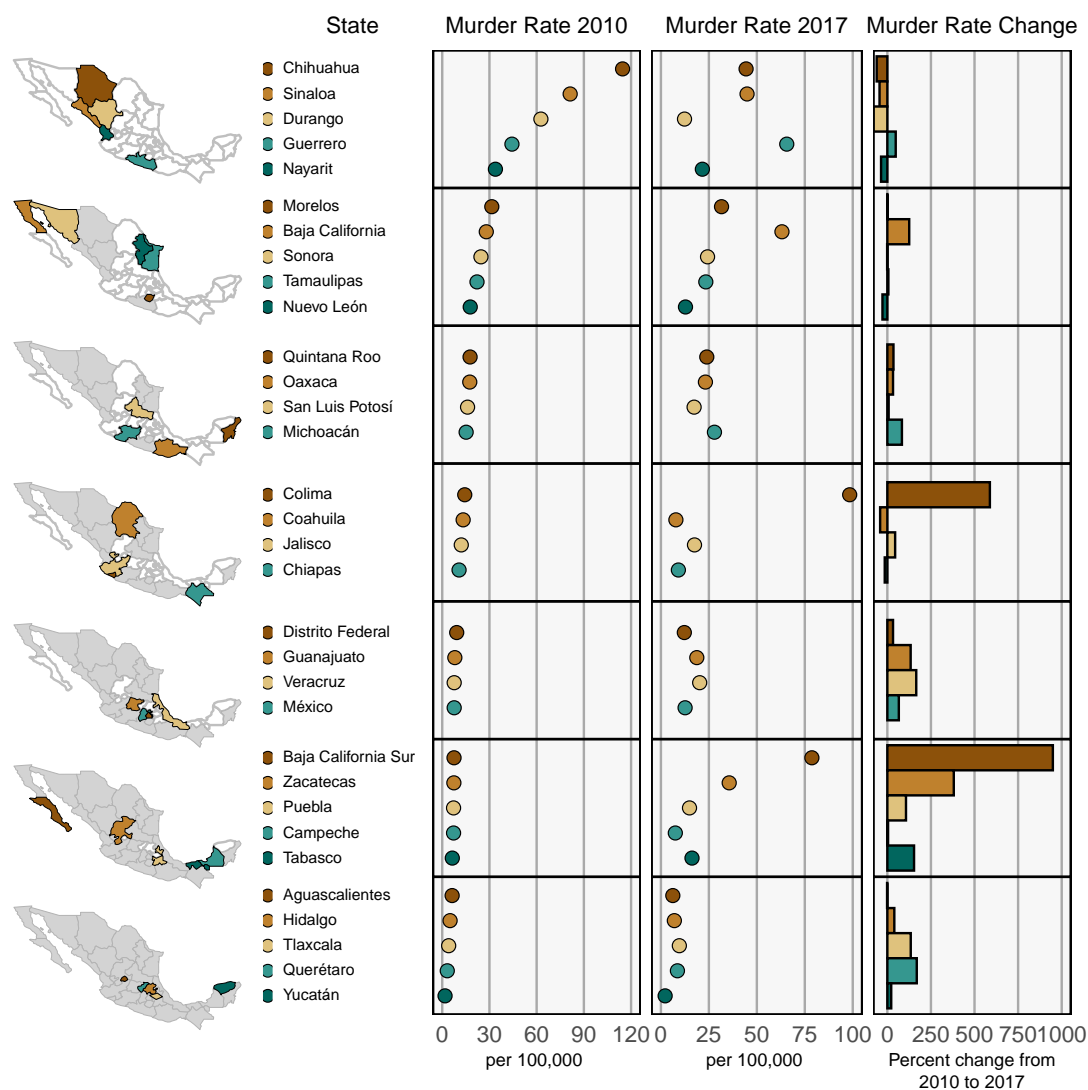 State Murder Rate 2010 Murder Rate 2017 Murder Rate Change
Chihuahua
Sinaloa
Durango
Guerrero
Nayarit
Morelos
Baja California
Sonora
Tamaulipas
Nuevo León
Quintana Roo
Oaxaca
San Luis Potosí
Michoacán
Colima
Coahuila
Jalisco
Chiapas
Distrito Federal
Guanajuato
Veracruz
México
Baja California Sur
Zacatecas
Puebla
Campeche
Tabasco
Aguascalientes
Hidalgo
Tlaxcala
Querétaro
Yucatán
0 30 60 90 120 0 25 50 75 100 0 250 500 750 1000
per 100,000 per 100,000 Percent change from
2010 to 2017